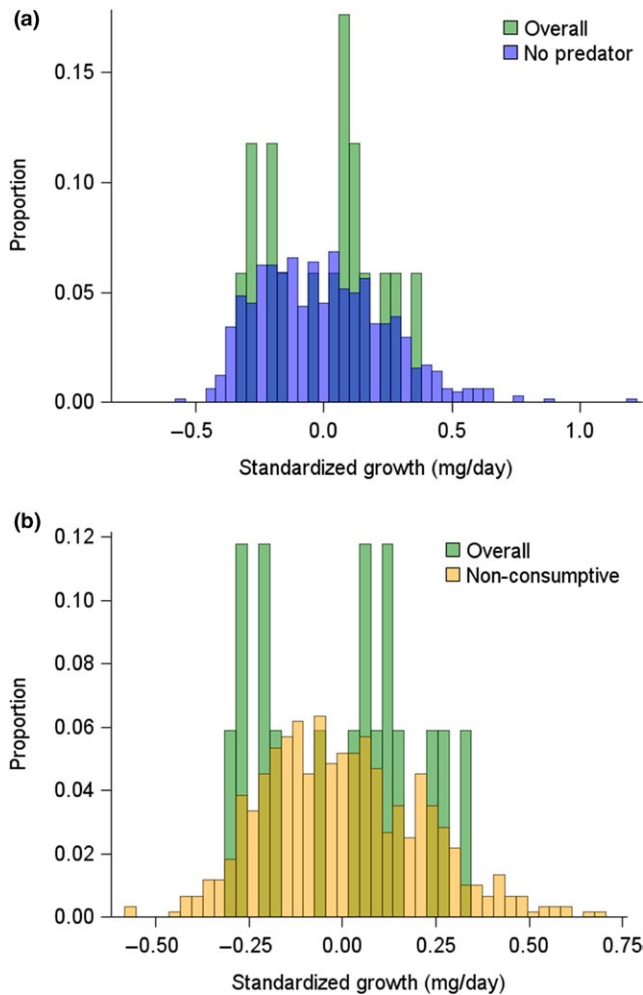 (a)
Overall
No predator
0.15
0.10
0.05
0.00
Proportion
−0.5 0.0 0.5 1.0
Standardized growth (mg/day)
(b)
Overall
Non-consumptive
0.12
0.10
0.08
0.06
0.04
0.02
0.00
Proportion
−0.50 −0.25 0.00 0.25 0.50 0.75
Standardized growth (mg/day)